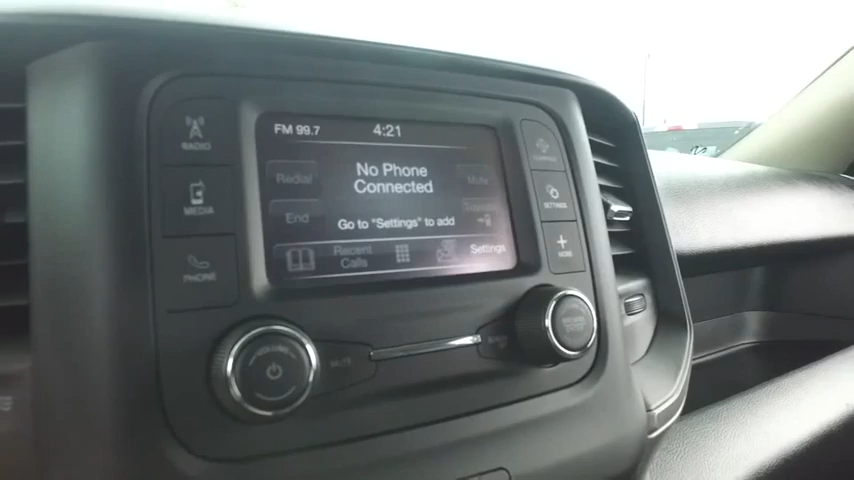 RADIO
MEDIA
PHONE
FM 99.7
4:21
Redial
No Phone
Connected
Mute
End
Transfer
Go to "Settings" to add
Recent
Calls
Settings
COMPASS
SETTINGS
MORE
VOLUME
MUTE